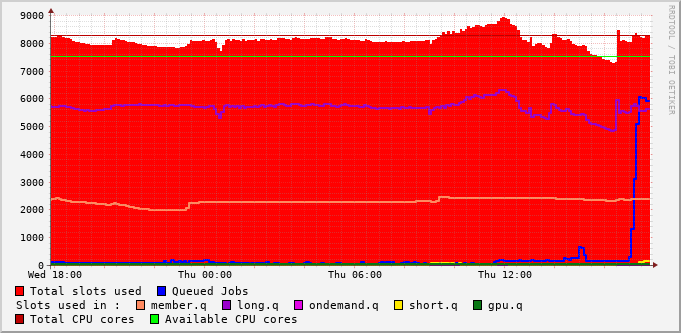 9000
8000
7000
6000
5000
4000
3000
2000
1000
0
Wed 18:00 Thu 00:00 Thu 06:00 Thu 12:00
RRDTOOL / TOBI OETIKER
Total slots used Queued Jobs
Slots used in : member.q long.q ondemand.q short.q gpu.q
Total CPU cores Available CPU cores